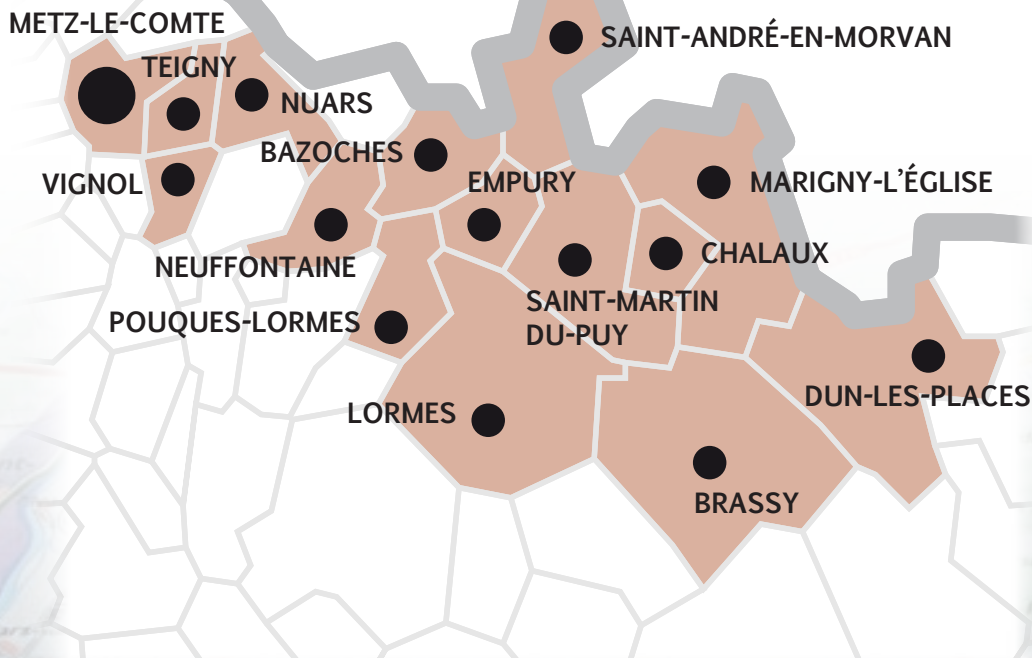 METZ-LE-COMTE
SAINT-ANDRÉ-EN-MORVAN
TEIGNY
NUARS
BAZOCHES
VIGNOL
EMPURY
MARIGNY-L'ÉGLISE
CHALAUX
NEUFFONTAINE
SAINT-MARTIN
DU-PUY
POUQUES-LORMES
DUN-LES-PLACES
LORMES
BRASSY